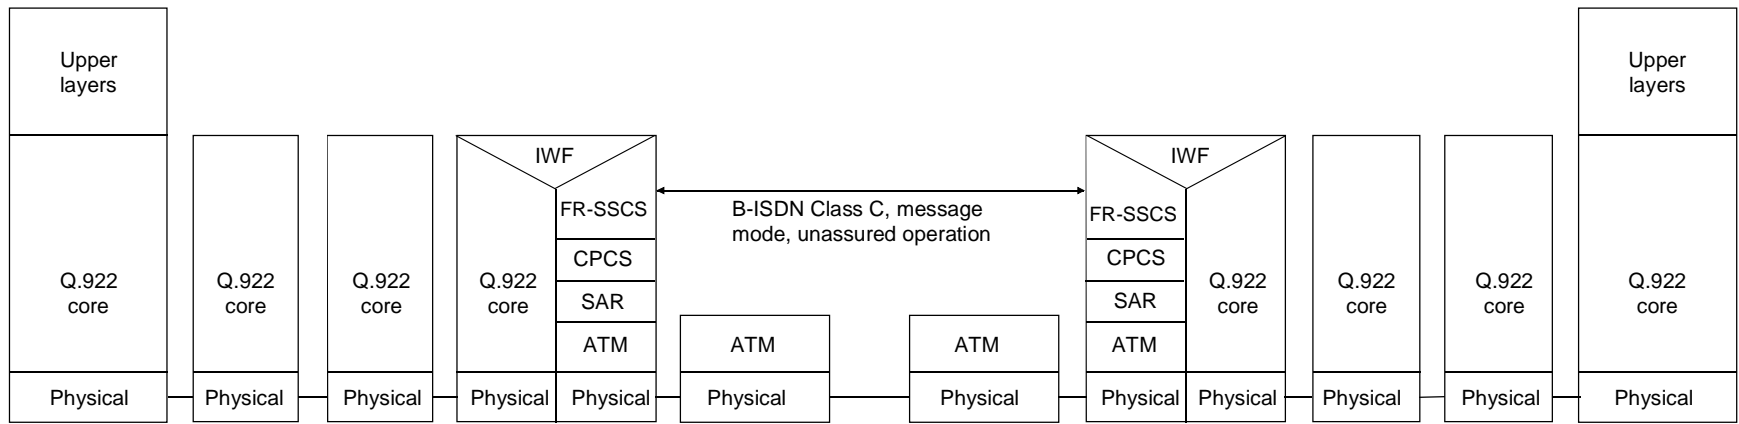 Upper
layers
Upper
layers
IWF
IWF
FR-SSCS
B-ISDN Class C, message
mode, unassured operation
FR-SSCS
CPCS
CPCS
Q.922
core
Q.922
core
Q.922
core
Q.922
core
SAR
SAR
Q.922
core
Q.922
core
Q.922
core
Q.922
core
ATM
ATM
ATM
ATM
Physical
Physical
Physical
Physical
Physical
Physical
Physical
Physical
Physical
Physical
Physical
Physical